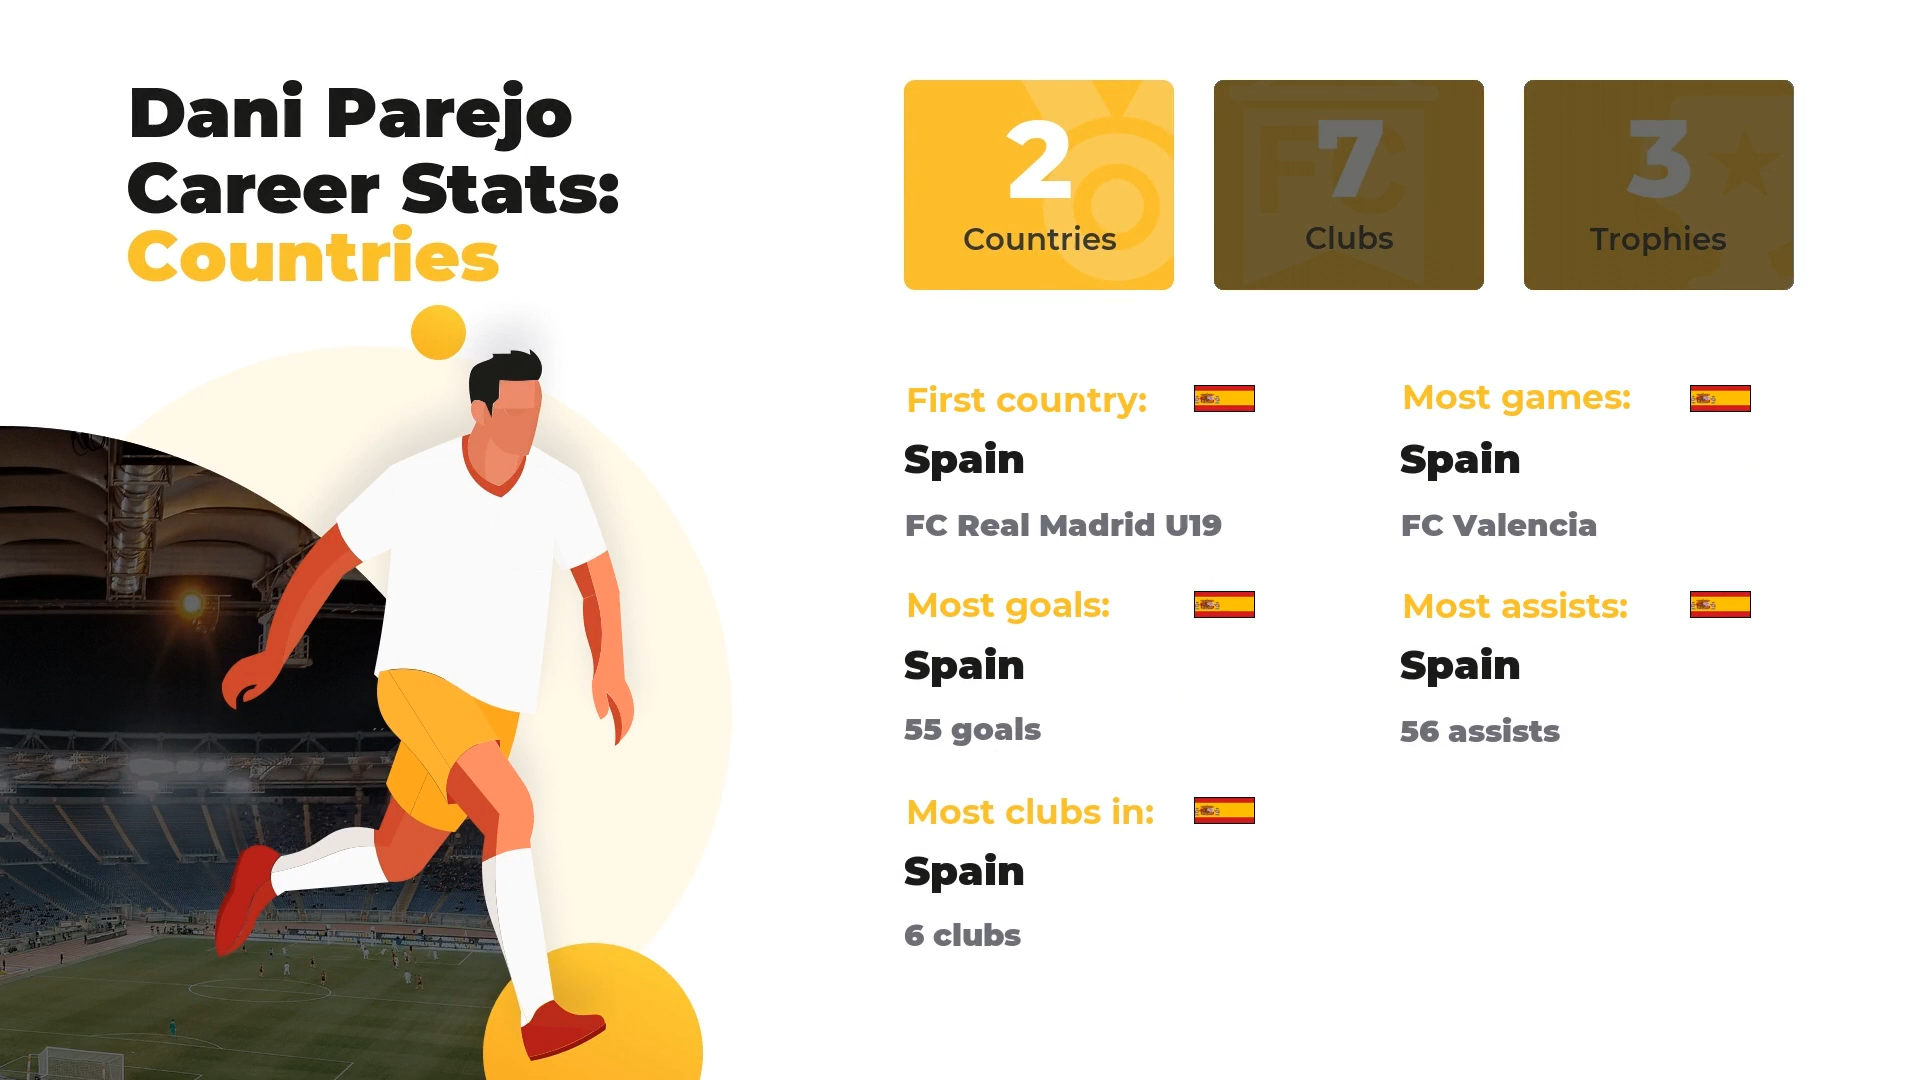 Dani Parejo
Career Stats:
Countries
2
Countries
FC
7
Clubs
3
Trophies
First country:
Spain
FC Real Madrid U19
Most games:
Spain
FC Valencia
Most goals:
Spain
55 goals
Most assists:
Spain
56 assists
Most clubs in:
Spain
6 clubs